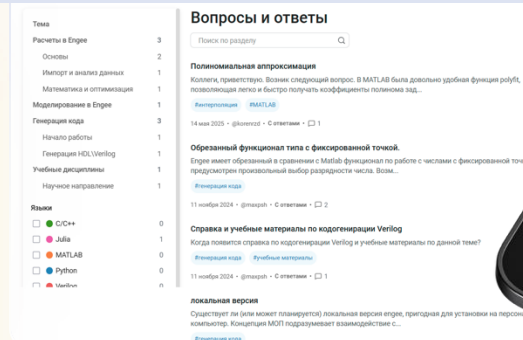 Тема
Расчеты в Engee 3
Основы 2
Импорт и анализ данных 1
Математика и оптимизация 1
Моделирование в Engee 1
Генерация кода 3
Начало работы 1
Генерация HDL\Verilog 1
Учебные дисциплины 1
Научное направление 1
Языки
C/C++ 0
Julia 1
MATLAB 0
Python 0
Verilog 0
Вопросы и ответы
Поиск по разделу
Полиномиальная аппроксимация
Коллеги, приветствую. Возник следующий вопрос. В MATLAB была довольно удобная функция polyfit,
позволяющая легко и быстро получать коэффициенты полинома зад...
#интерполяция #MATLAB
14 мая 2025 • @kurenrzd • С ответами • 1
Обрезанный функционал типа с фиксированной точкой.
Engee имеет обрезанный в сравнении с Matlab функционал по работе с числами с фиксированной точ
предусмотрен произвольный выбор разрядности числа. Возм...
#генерация кода
11 ноября 2024 • @maxpsh • С ответами • 2
Справка и учебные материалы по кодогенерации Verilog
Когда появится справка по кодогенерации Verilog и учебные материалы по данной теме?
#генерация кода #учебные материалы
11 ноября 2024 • @maxpsh • С ответами • 1
локальная версия
Существует ли (или может планируется) локальная версия engee, пригодная для установки на персона
компьютер. Концепция МОП подразумевает взаимодействие с...
#генерация кода